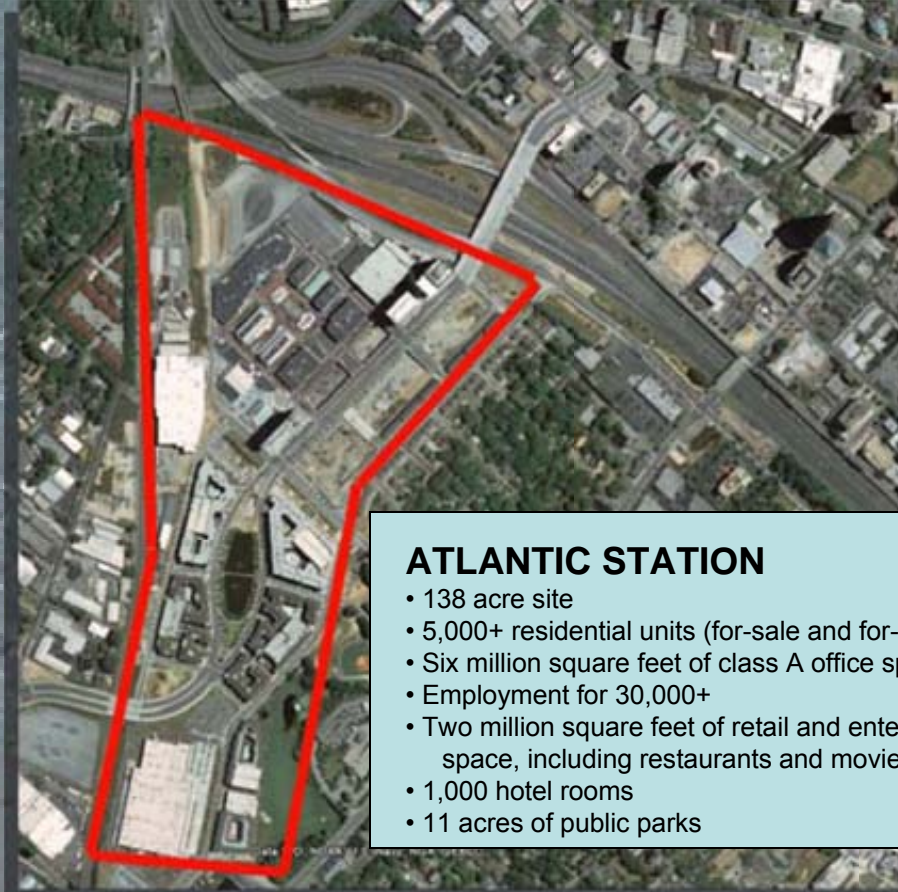 ATLANTIC STATION
• 138 acre site
• 5,000+ residential units (for-sale and for-
• Six million square feet of class A office sp
• Employment for 30,000+
• Two million square feet of retail and ente
space, including restaurants and movie
• 1,000 hotel rooms
• 11 acres of public parks